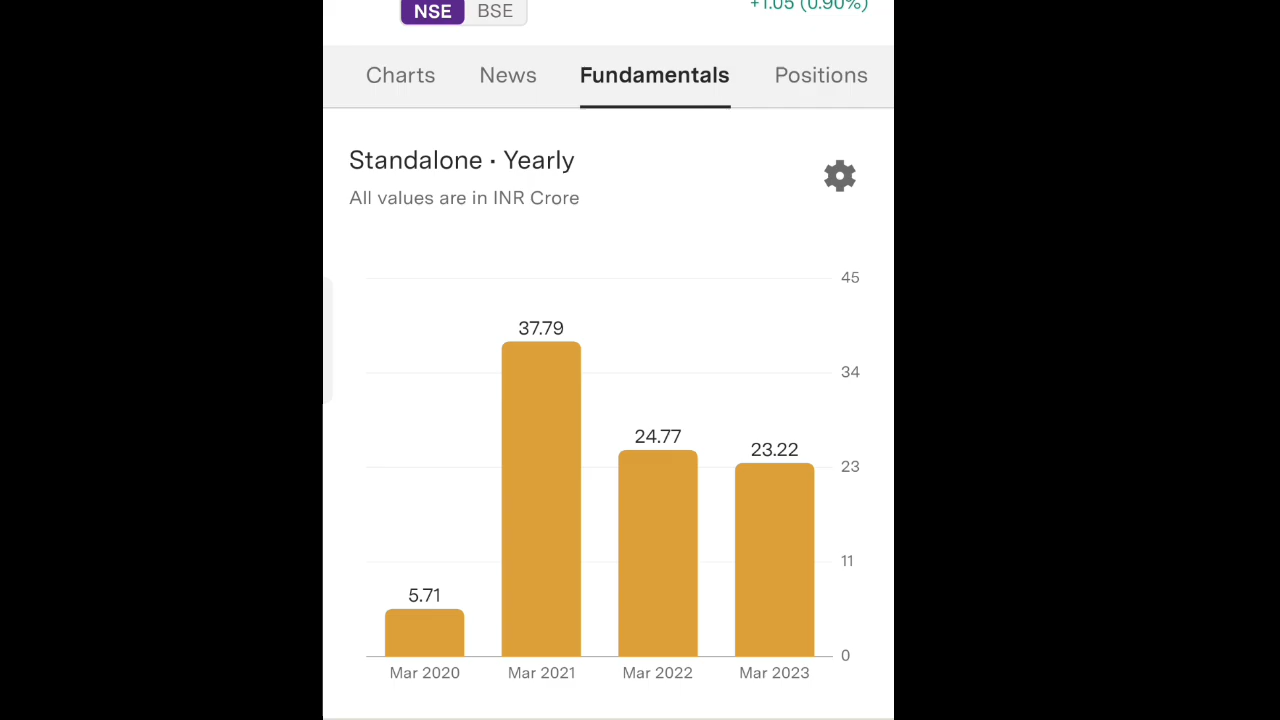 NSE BSE +1.05 (0.90%)
Charts News Fundamentals Positions
Standalone · Yearly
All values are in INR Crore
45
37.79
34
24.77
23.22
23
11
5.71
0
Mar 2020 Mar 2021 Mar 2022 Mar 2023